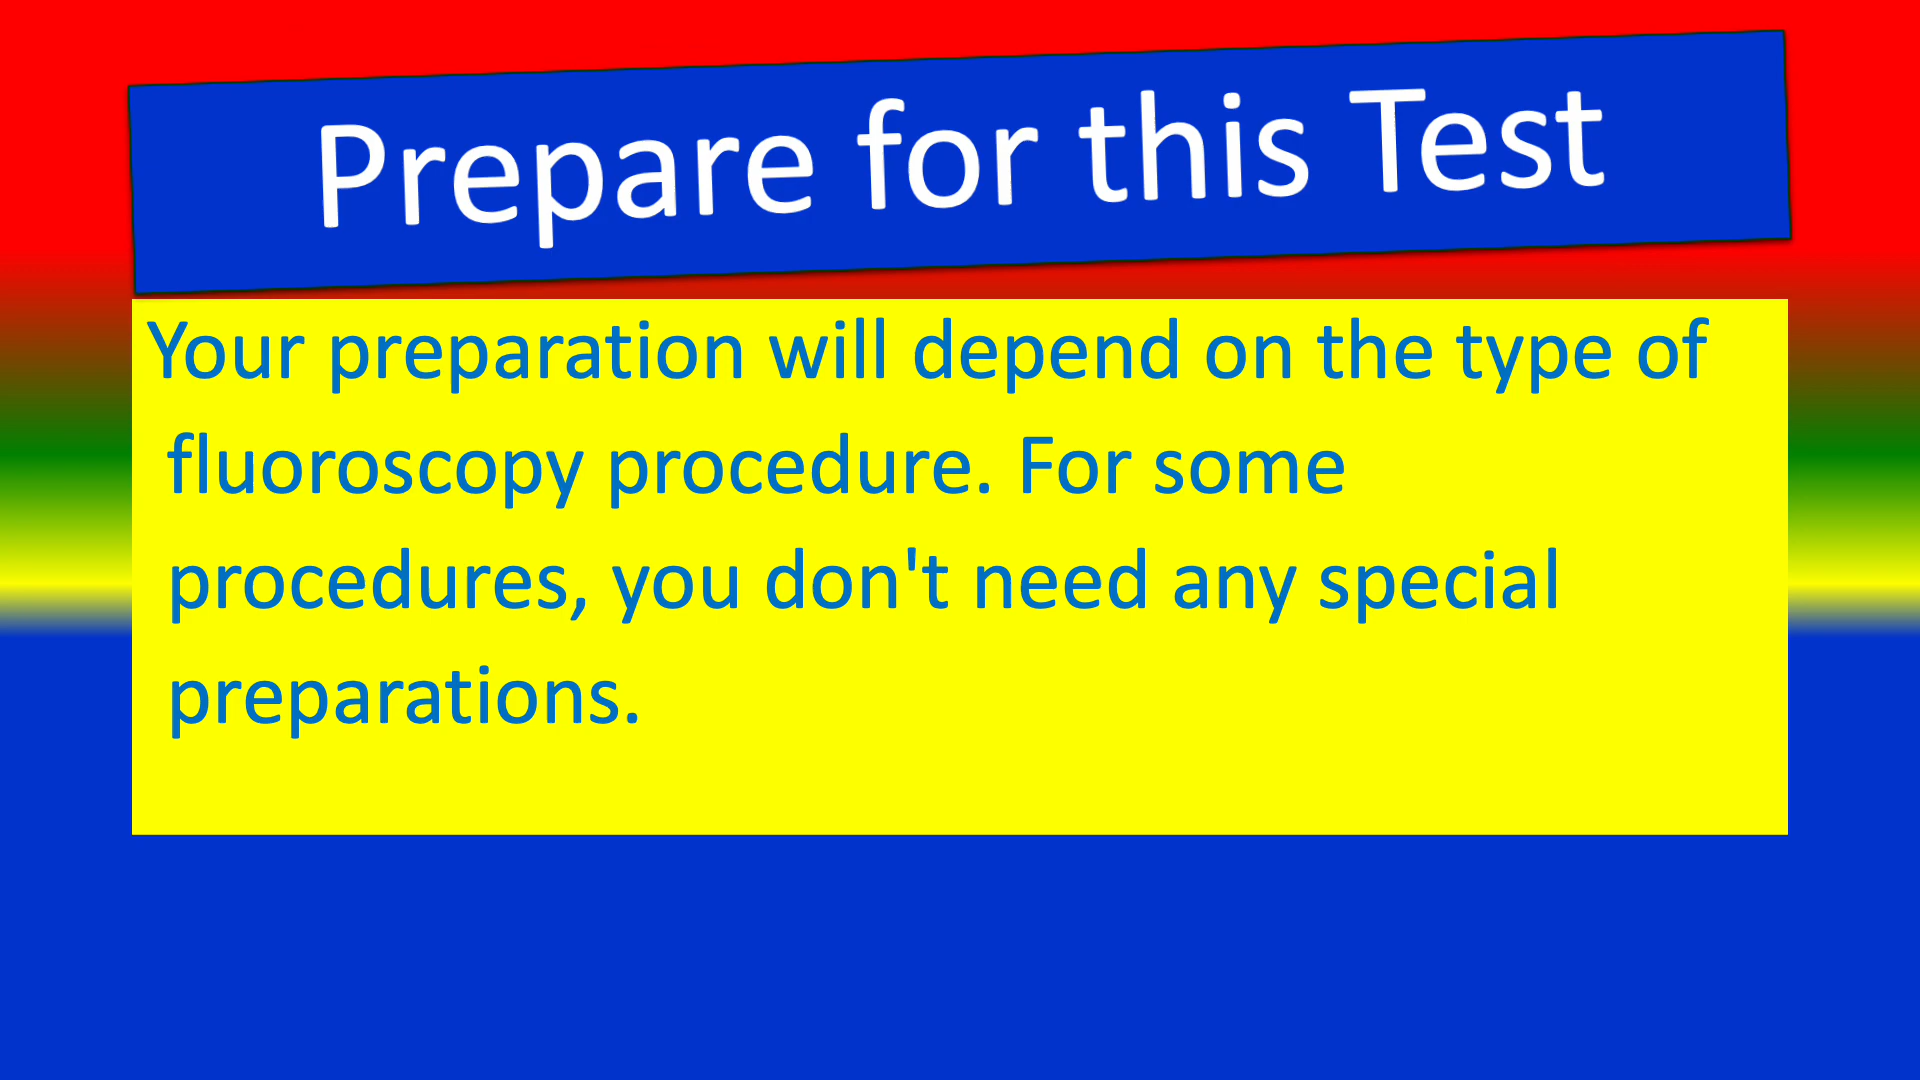 Prepare for this Test
Your preparation will depend on the type of
fluoroscopy procedure. For some
procedures, you don't need any special
preparations.